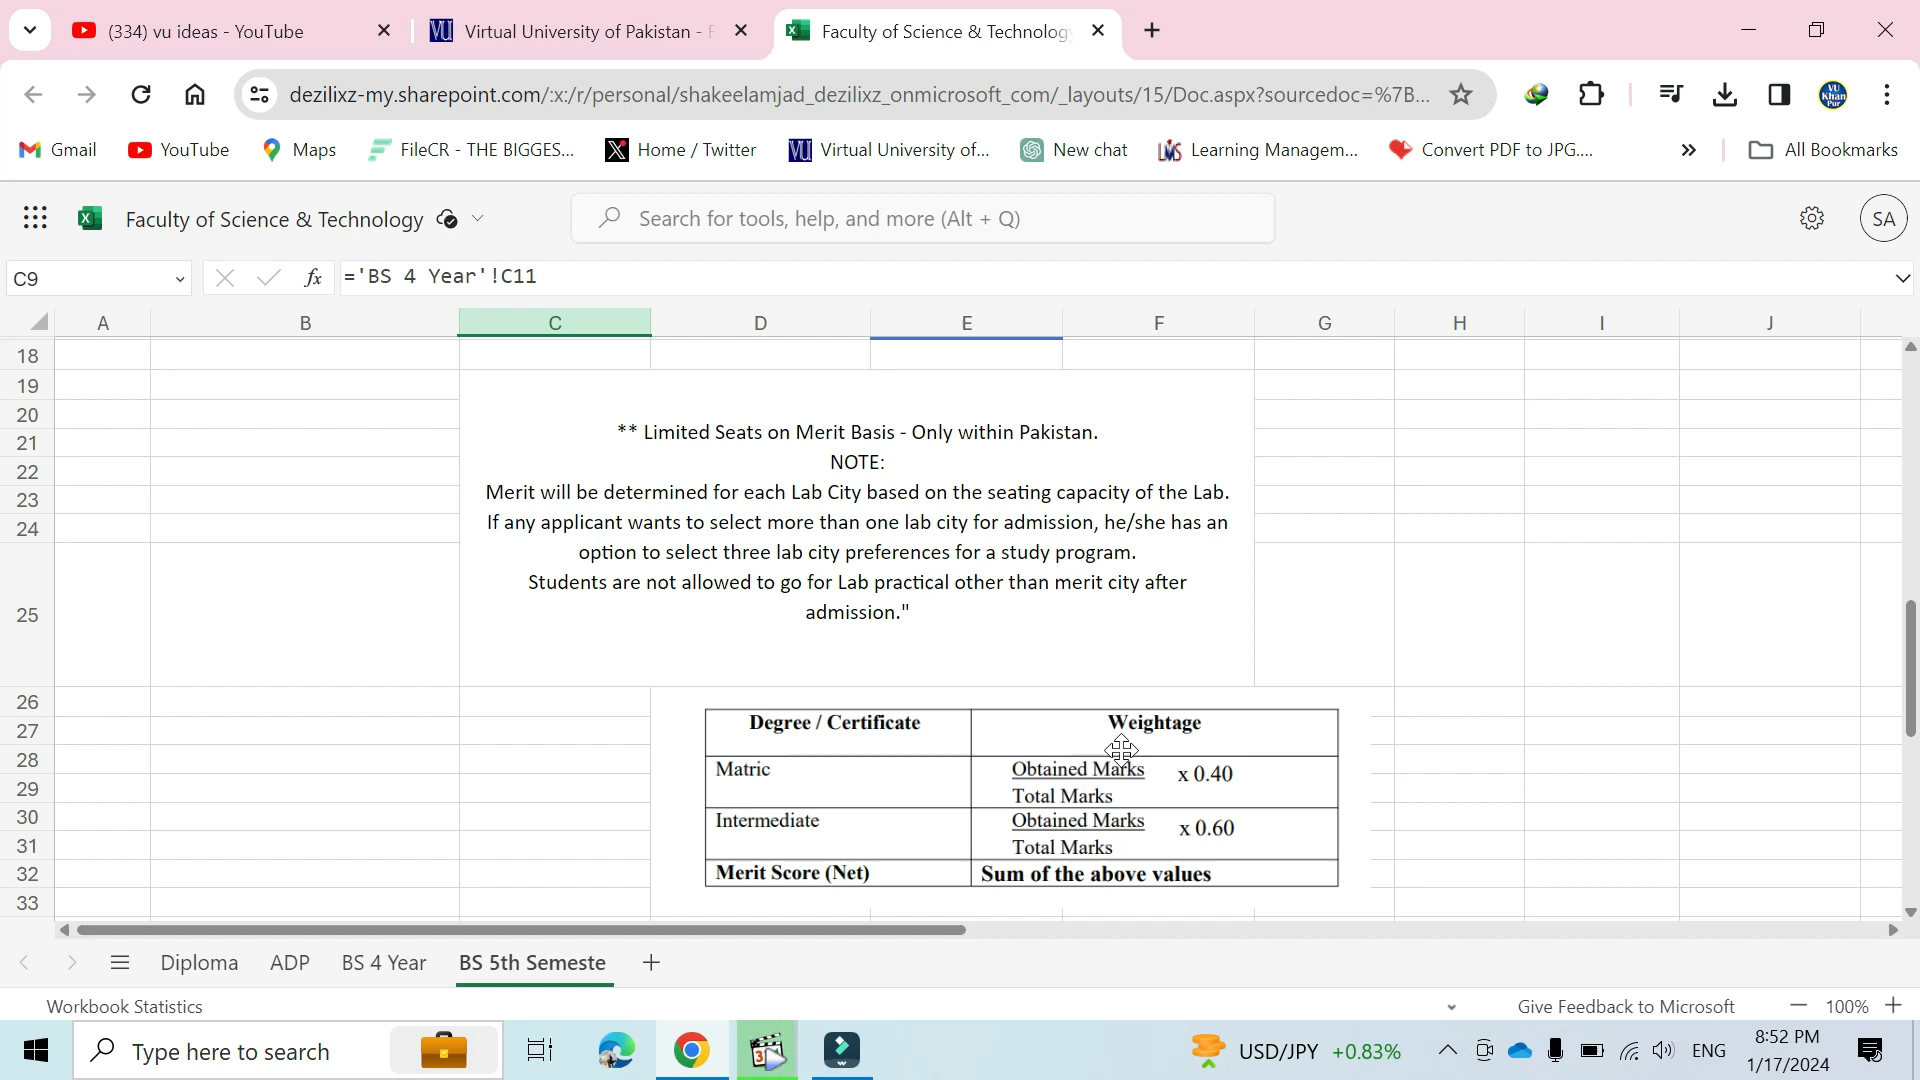 (334) vu ideas - YouTube
Virtual University of Pakistan - F
Faculty of Science & Technology
dezilixz-my.sharepoint.com/:x:/r/personal/shakeelamjad_dezilixz_onmicrosoft_com/_layouts/15/Doc.aspx?sourcedoc=%7B...
VU Khan Pur
Gmail
YouTube
Maps
FileCR - THE BIGGES...
Home / Twitter
Virtual University of...
New chat
Learning Managem...
Convert PDF to JPG....
»
All Bookmarks
Faculty of Science & Technology
Search for tools, help, and more (Alt + Q)
SA
C9
fx
='BS 4 Year'!C11
A B C D E F G H I J
18
19
20
21
22
23
24
25
26
27
28
29
30
31
32
33
** Limited Seats on Merit Basis - Only within Pakistan.
NOTE:
Merit will be determined for each Lab City based on the seating capacity of the Lab.
If any applicant wants to select more than one lab city for admission, he/she has an
option to select three lab city preferences for a study program.
Students are not allowed to go for Lab practical other than merit city after
admission."
Degree / Certificate Weightage
Matric Obtained Marks x 0.40
Total Marks
Intermediate Obtained Marks x 0.60
Total Marks
Merit Score (Net) Sum of the above values
Diploma
ADP
BS 4 Year
BS 5th Semeste
Workbook Statistics
Give Feedback to Microsoft
100%
Type here to search
USD/JPY +0.83%
ENG
8:52 PM
1/17/2024